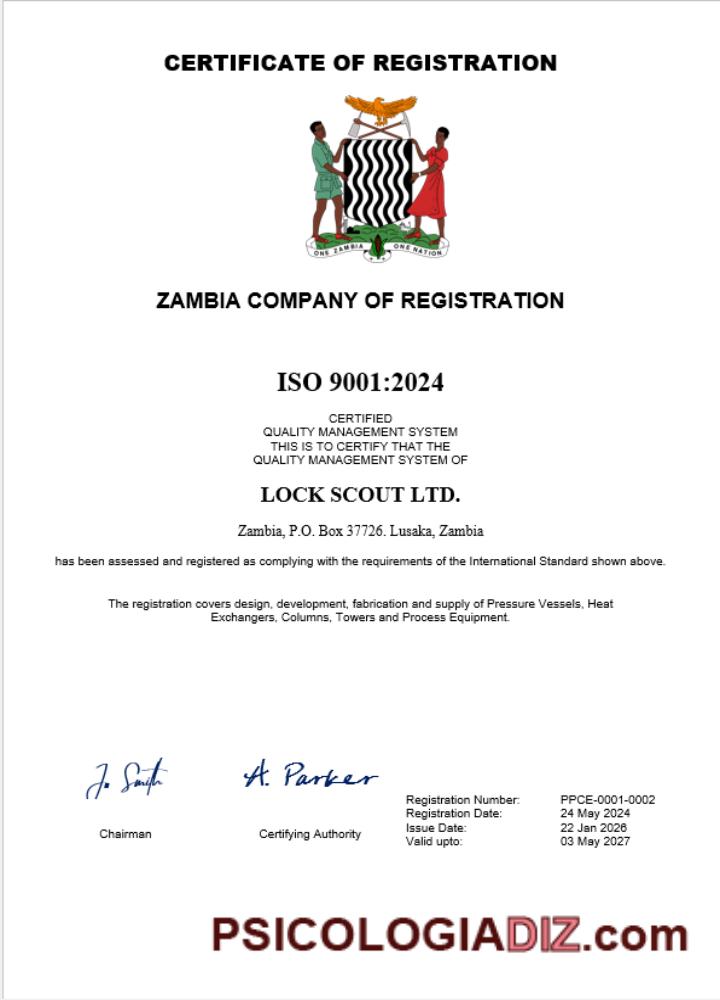 CERTIFICATE OF REGISTRATION
ONE ZAMBIA ONE NATION
ZAMBIA COMPANY OF REGISTRATION
ISO 9001:2024
CERTIFIED
QUALITY MANAGEMENT SYSTEM
THIS IS TO CERTIFY THAT THE
QUALITY MANAGEMENT SYSTEM OF
LOCK SCOUT LTD.
Zambia, P.O. Box 37726. Lusaka, Zambia
has been assessed and registered as complying with the requirements of the International Standard shown above.
The registration covers design, development, fabrication and supply of Pressure Vessels, Heat
Exchangers, Columns, Towers and Process Equipment.
J. Smith
A. Parker
Chairman
Certifying Authority
Registration Number: PPCE-0001-0002
Registration Date: 24 May 2024
Issue Date: 22 Jan 2026
Valid upto: 03 May 2027
PSICOLOGIADIZ.com